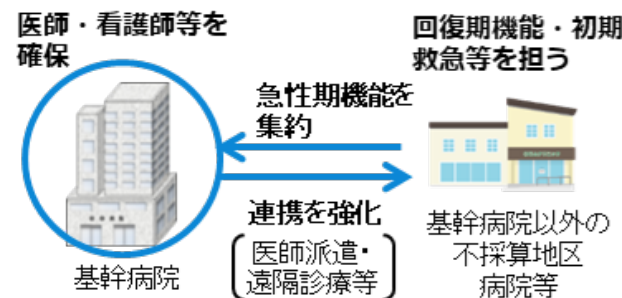 医師・看護師等を
確保
回復期機能・初期
救急等を担う
急性期機能を
集約
連携を強化
医師派遣・
遠隔診療等
基幹病院
基幹病院以外の
不採算地区
病院等